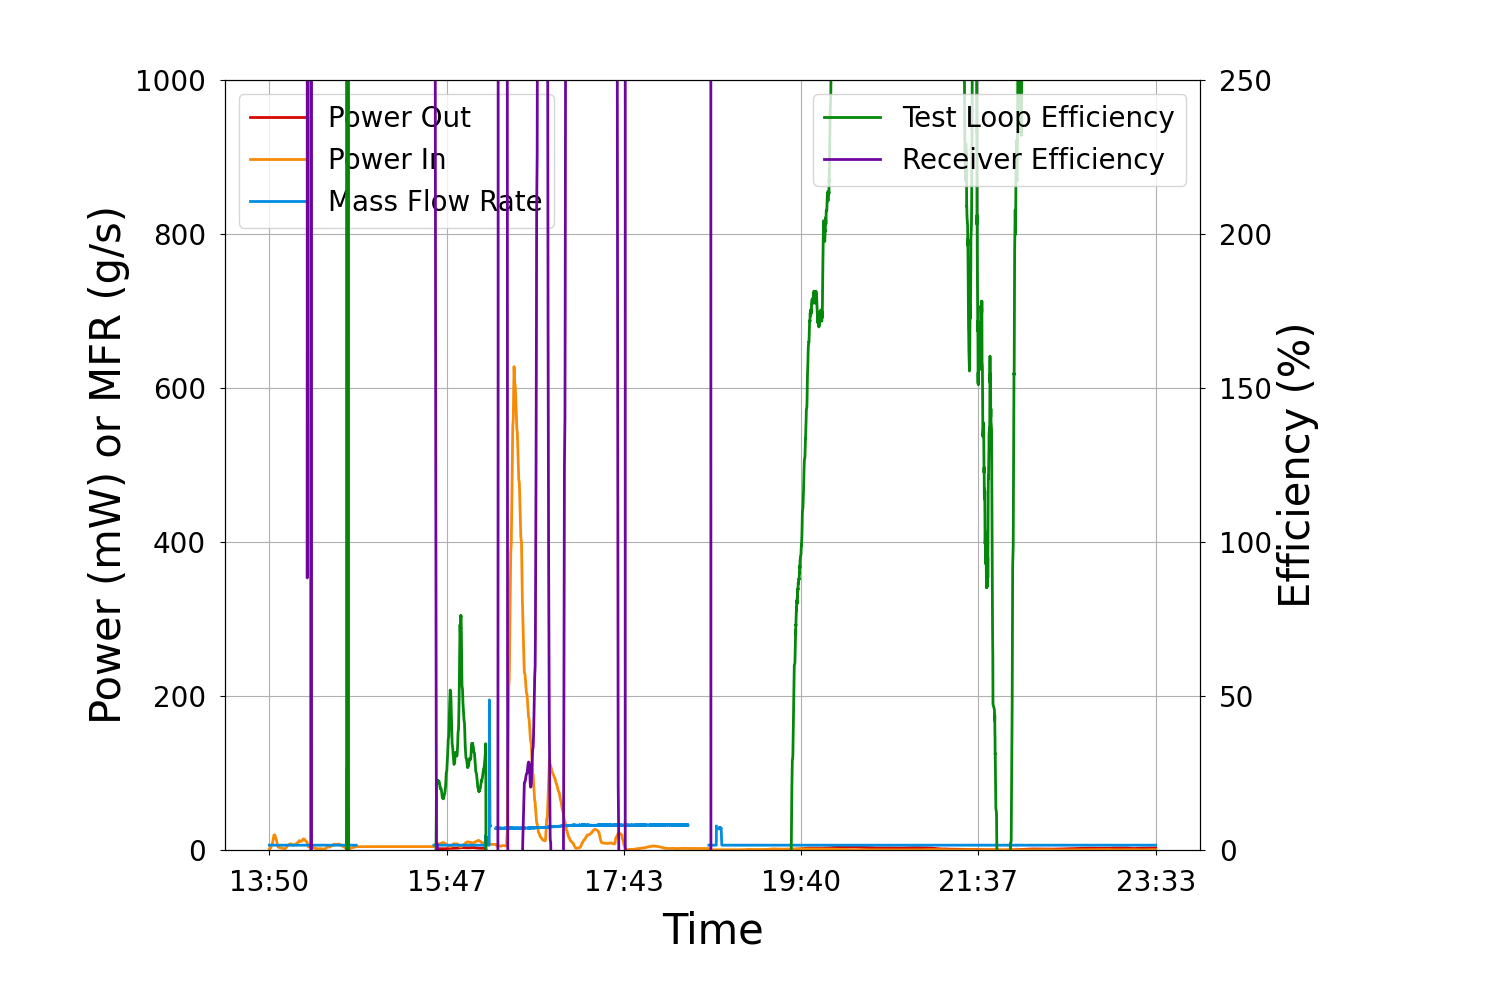 1000
800
600
400
200
0
Power (mW) or MFR (g/s)
Power Out
Power In
Mass Flow Rate
Test Loop Efficiency
Receiver Efficiency
250
200
150
100
50
0
Efficiency (%)
13:50 15:47 17:43 19:40 21:37 23:33
Time